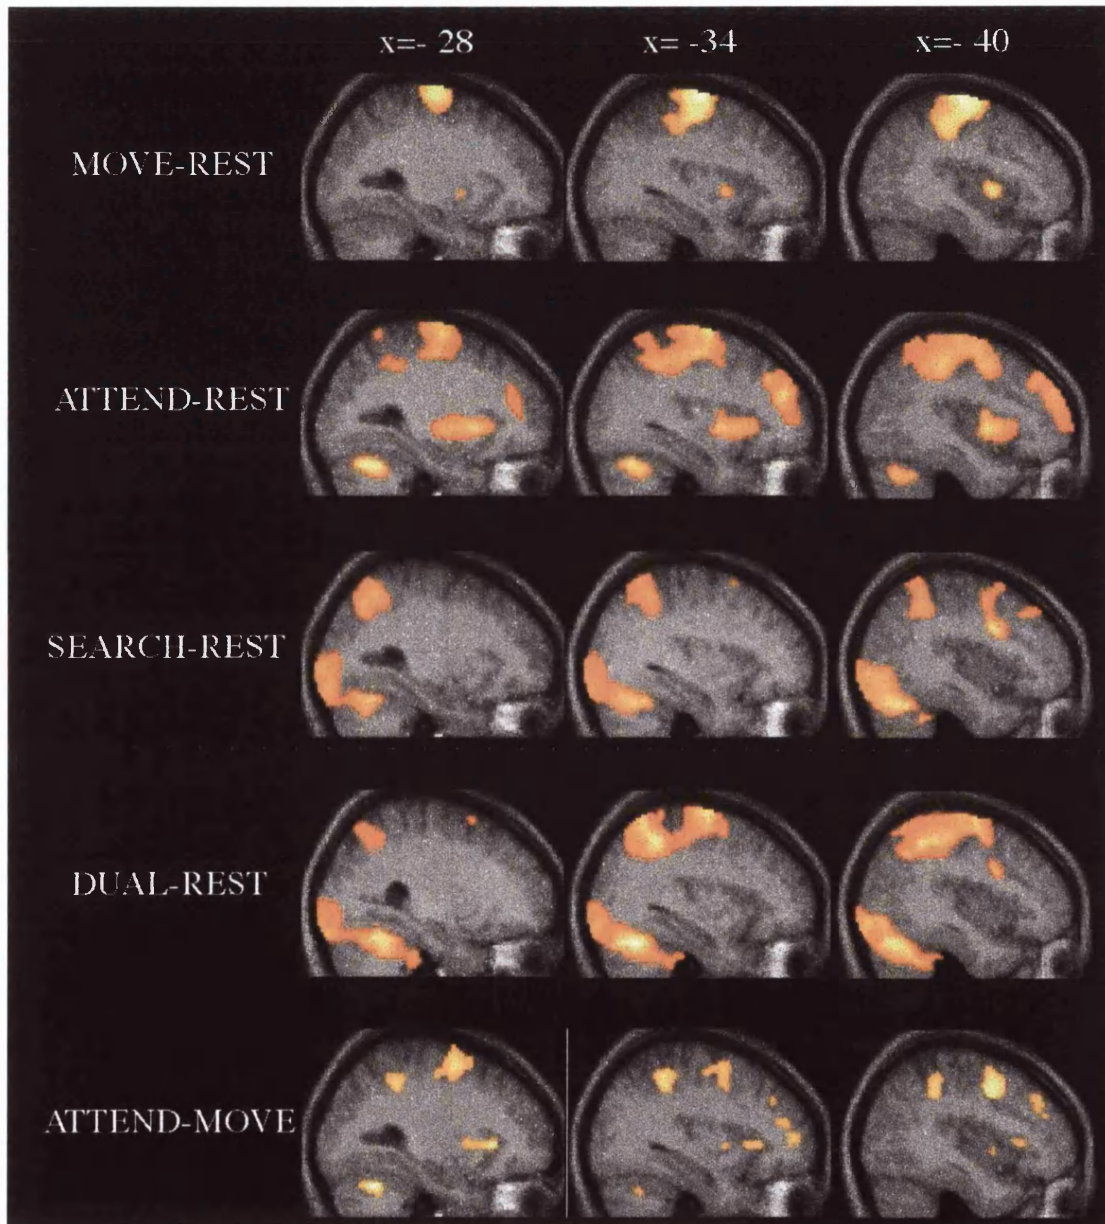 x=- 28 x= -34 x=- 40
MOVE-REST
ATTEND-REST
SEARCH-REST
DUAL-REST
ATTEND-MOVE